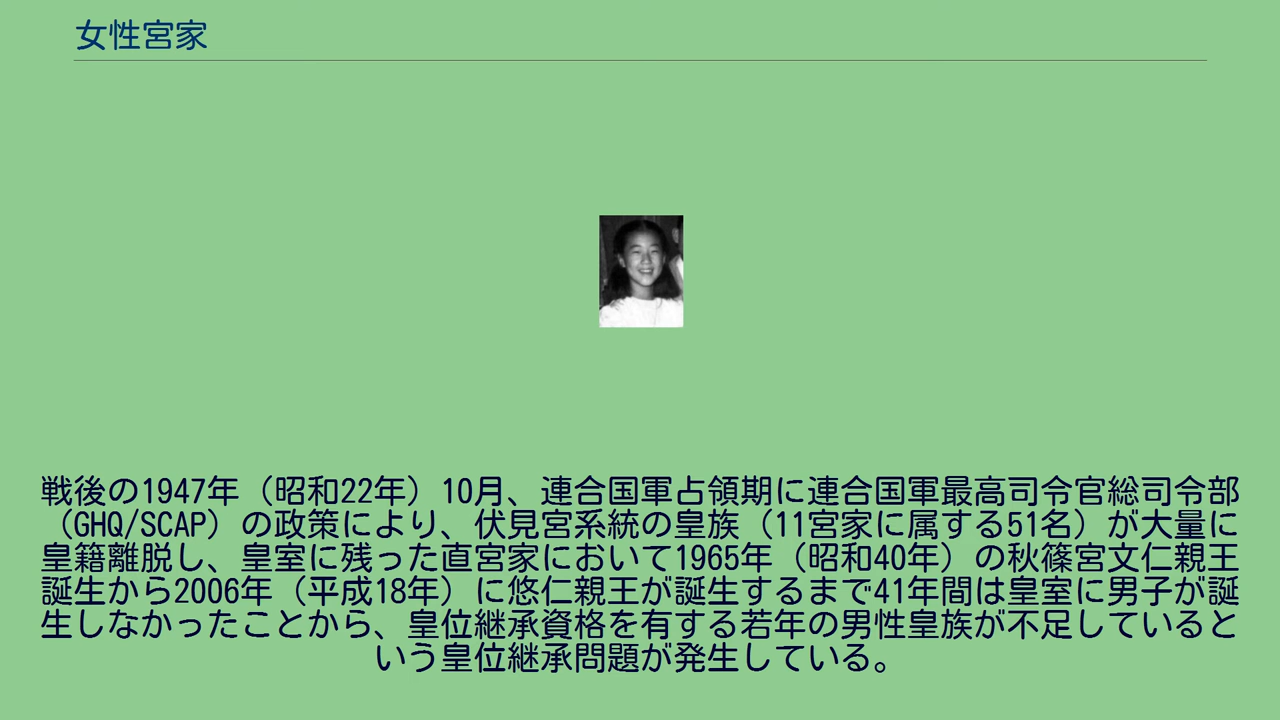 女性宮家
戦後の1947年（昭和22年）10月、連合国軍占領期に連合国軍最高司令官総司令部
（GHQ/SCAP）の政策により、伏見宮系統の皇族（11宮家に属する51名）が大量に
皇籍離脱し、皇室に残った直宮家において1965年（昭和40年）の秋篠宮文仁親王
誕生から2006年（平成18年）に悠仁親王が誕生するまで41年間は皇室に男子が誕
生しなかったことから、皇位継承資格を有する若年の男性皇族が不足していると
いう皇位継承問題が発生している。